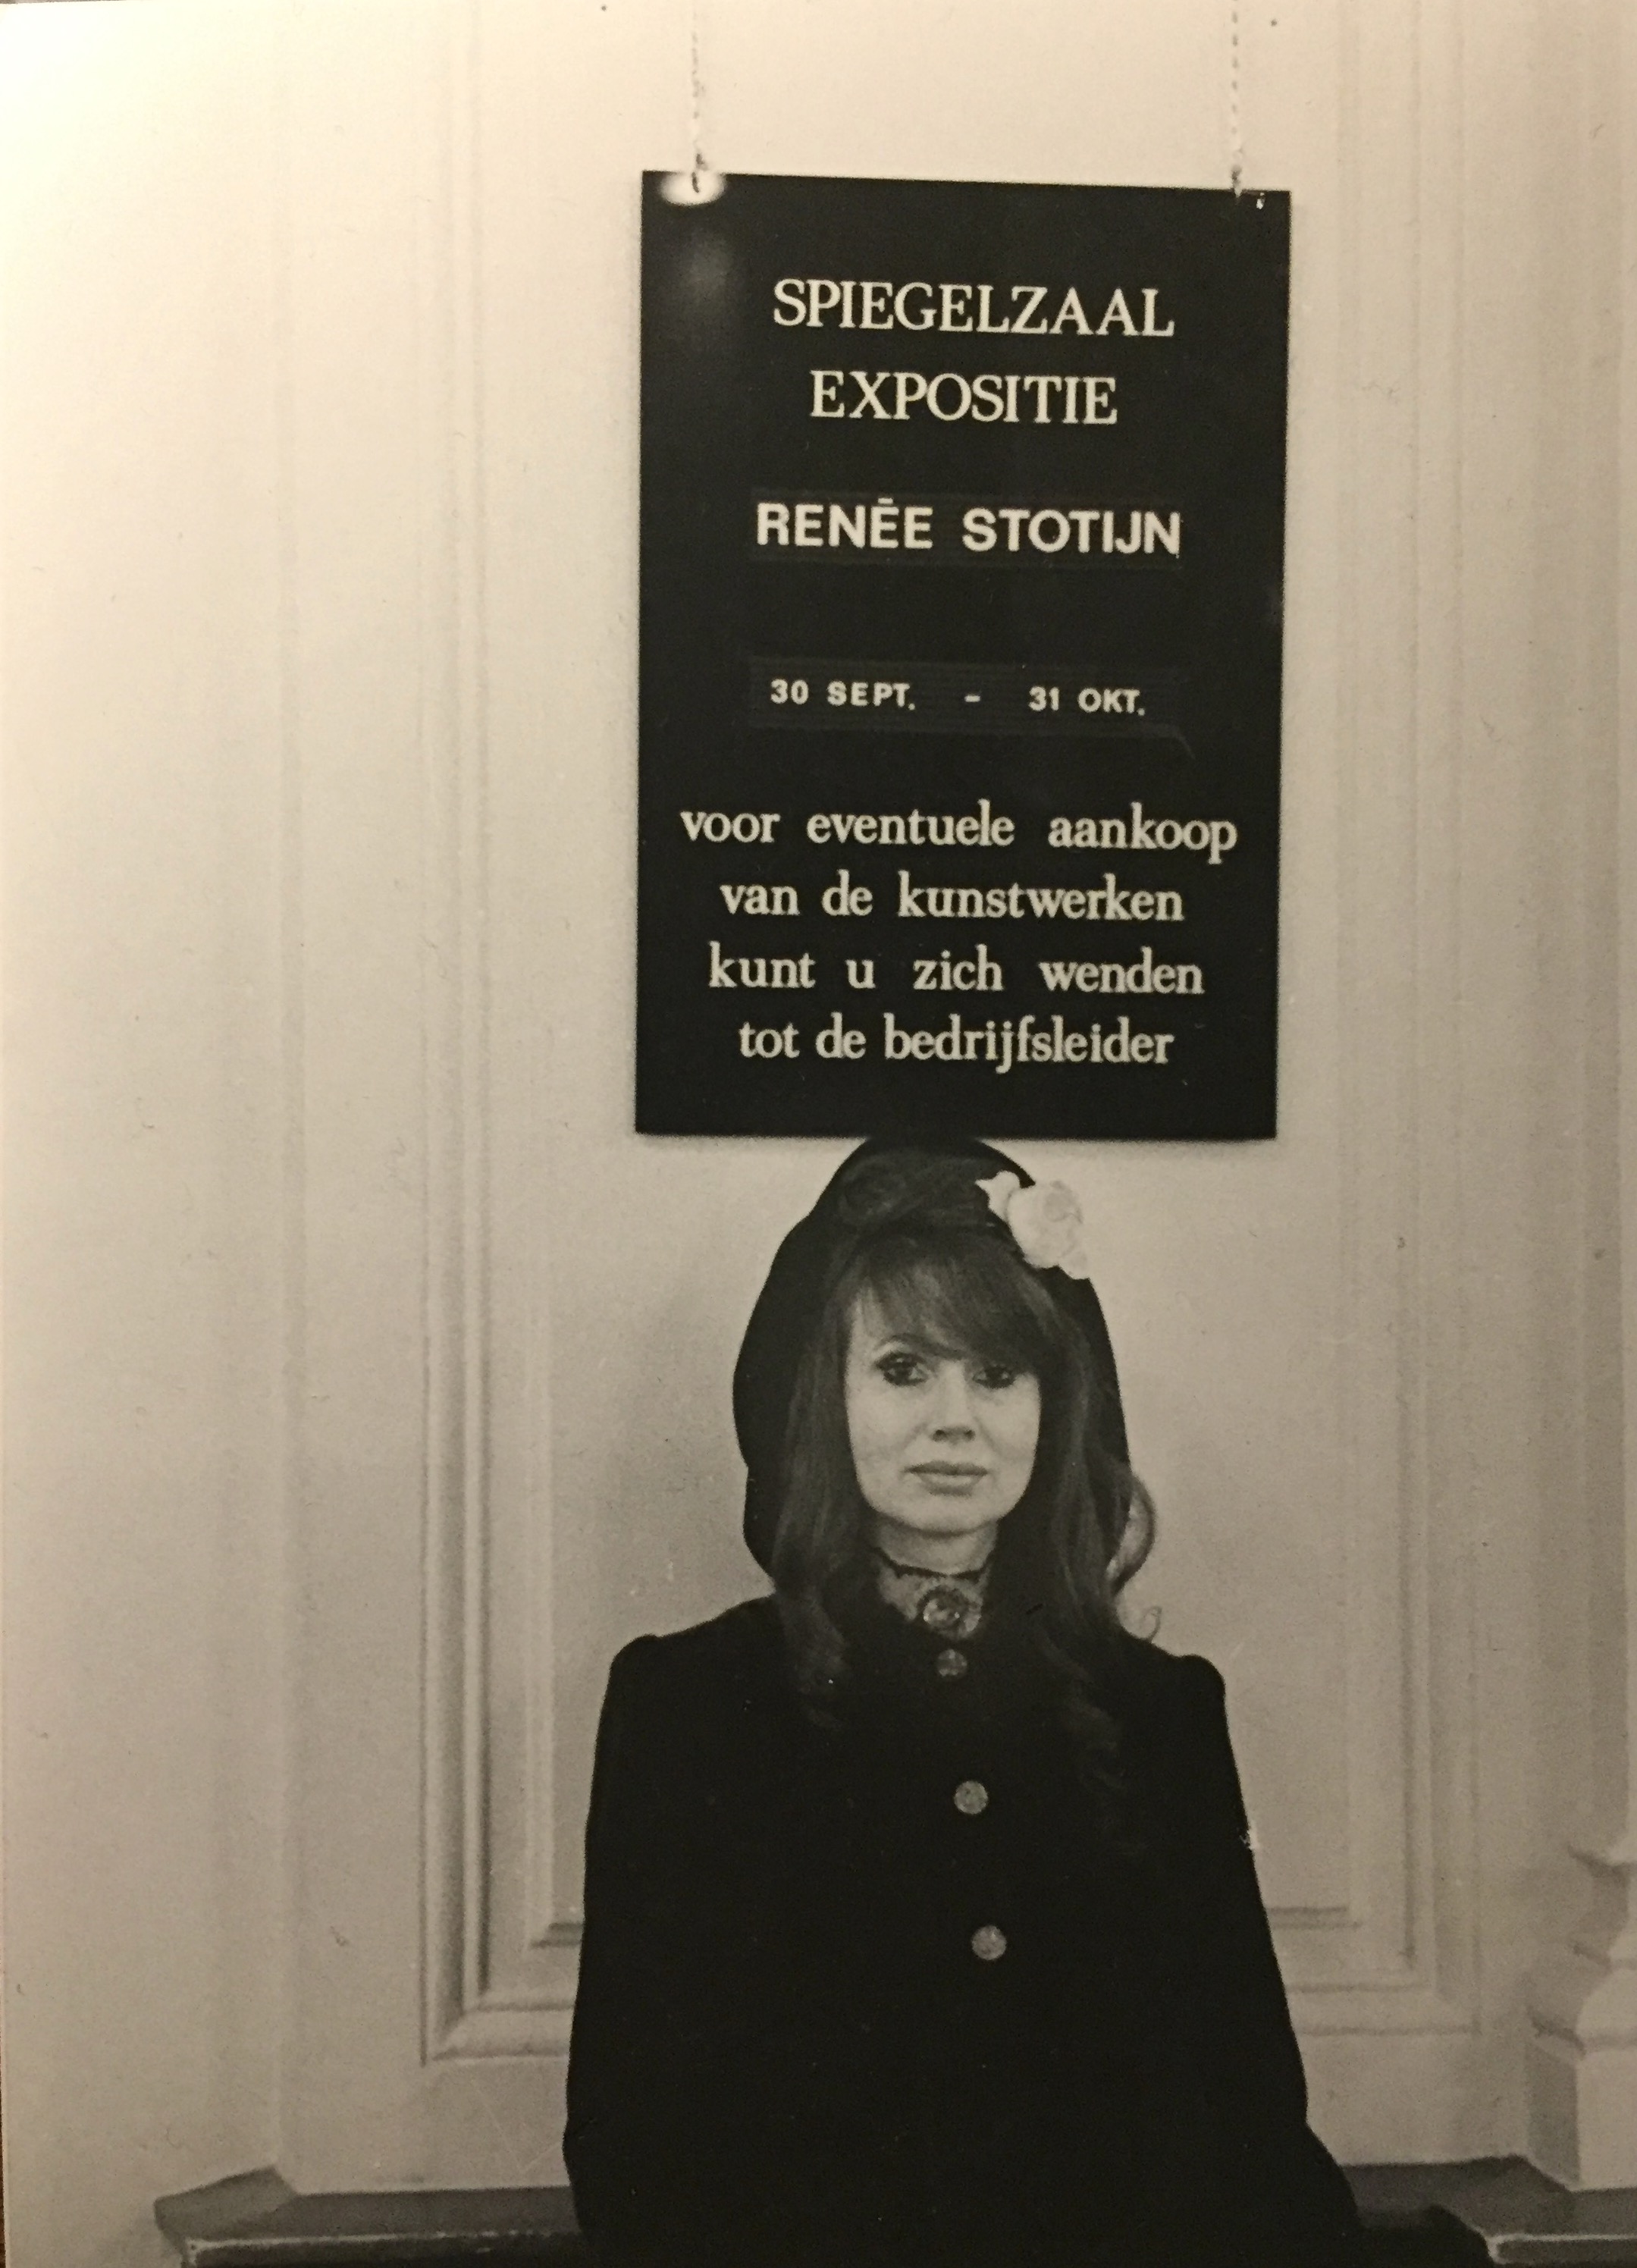 SPIEGELZAAL
EXPOSITIE
RENÉE STOTIJN
30 SEPT. - 31 OKT.
voor eventuele aankoop
van de kunstwerken
kunt u zich wenden
tot de bedrijfsleider